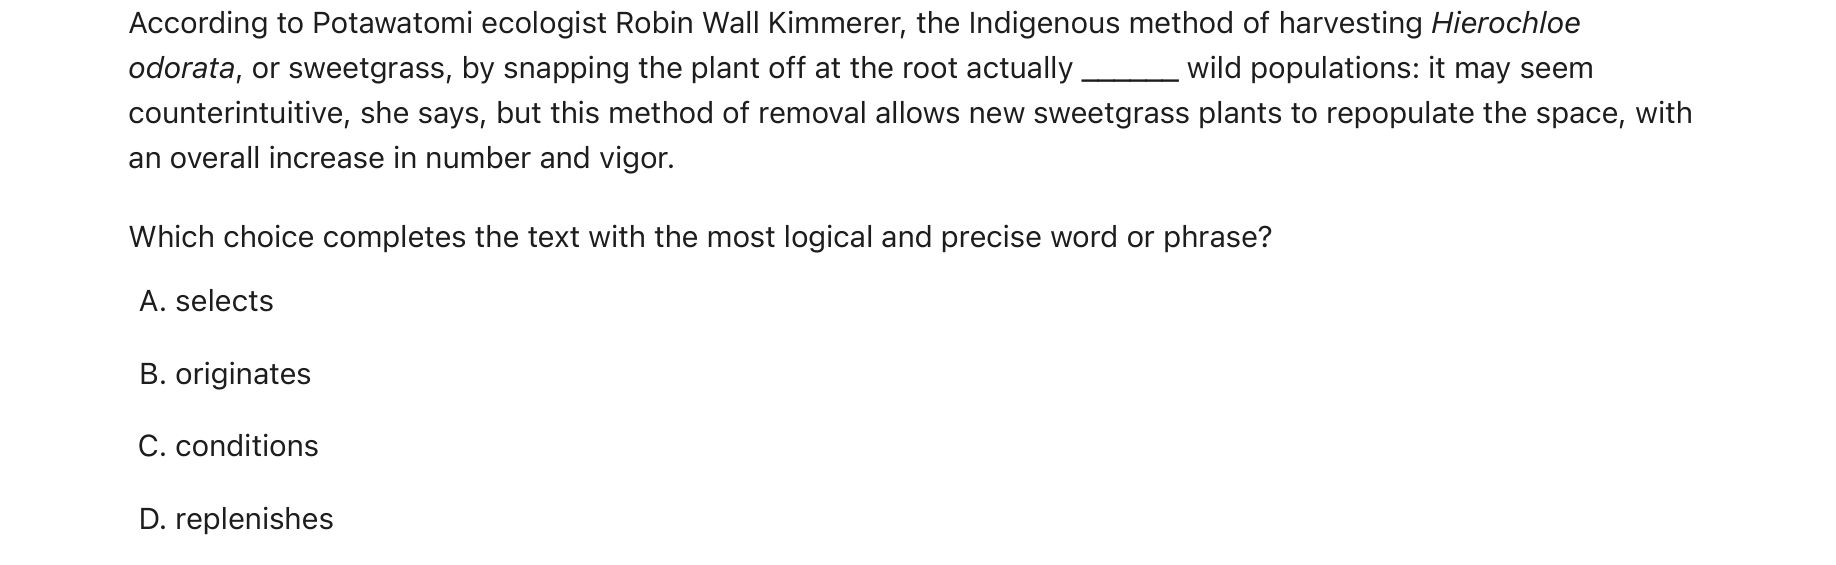 According to Potawatomi ecologist Robin Wall Kimmerer, the Indigenous method of harvesting Hierochloe
odorata, or sweetgrass, by snapping the plant off at the root actually ______ wild populations: it may seem
counterintuitive, she says, but this method of removal allows new sweetgrass plants to repopulate the space, with
an overall increase in number and vigor.
Which choice completes the text with the most logical and precise word or phrase?
A. selects
B. originates
C. conditions
D. replenishes